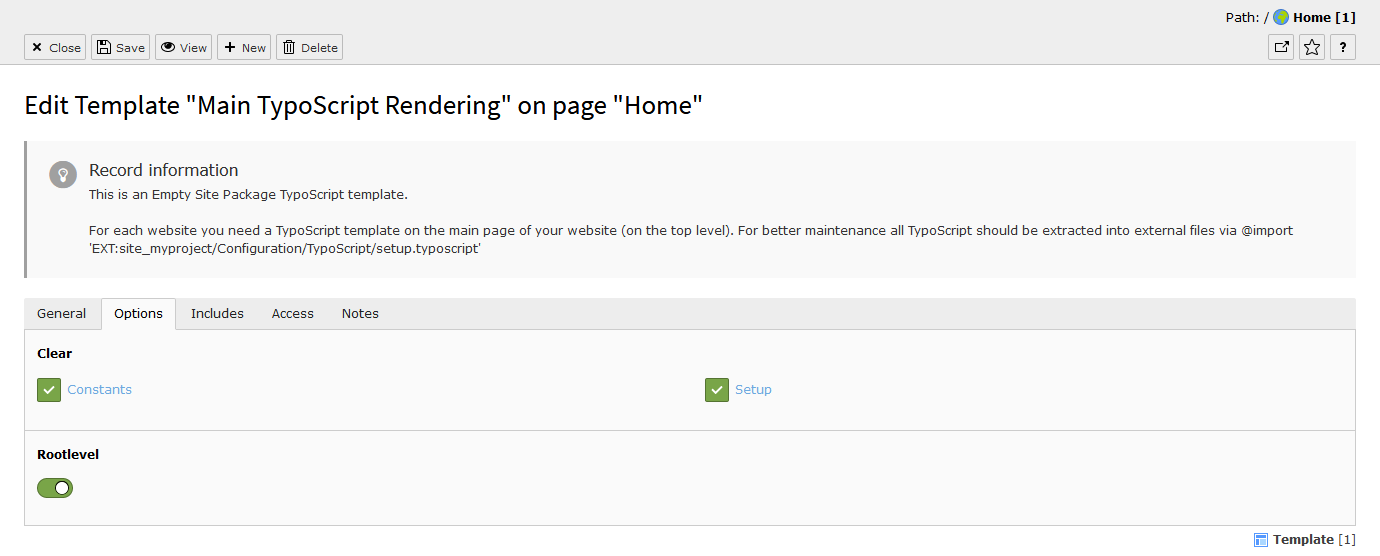 Path: / Home [1]
Close Save View New Delete ?
Edit Template "Main TypoScript Rendering" on page "Home"
Record information
This is an Empty Site Package TypoScript template.
For each website you need a TypoScript template on the main page of your website (on the top level). For better maintenance all TypoScript should be extracted into external files via @import
'EXT:site_myproject/Configuration/TypoScript/setup.typoscript'
General Options Includes Access Notes
Clear
Constants Setup
Rootlevel
Template [1]